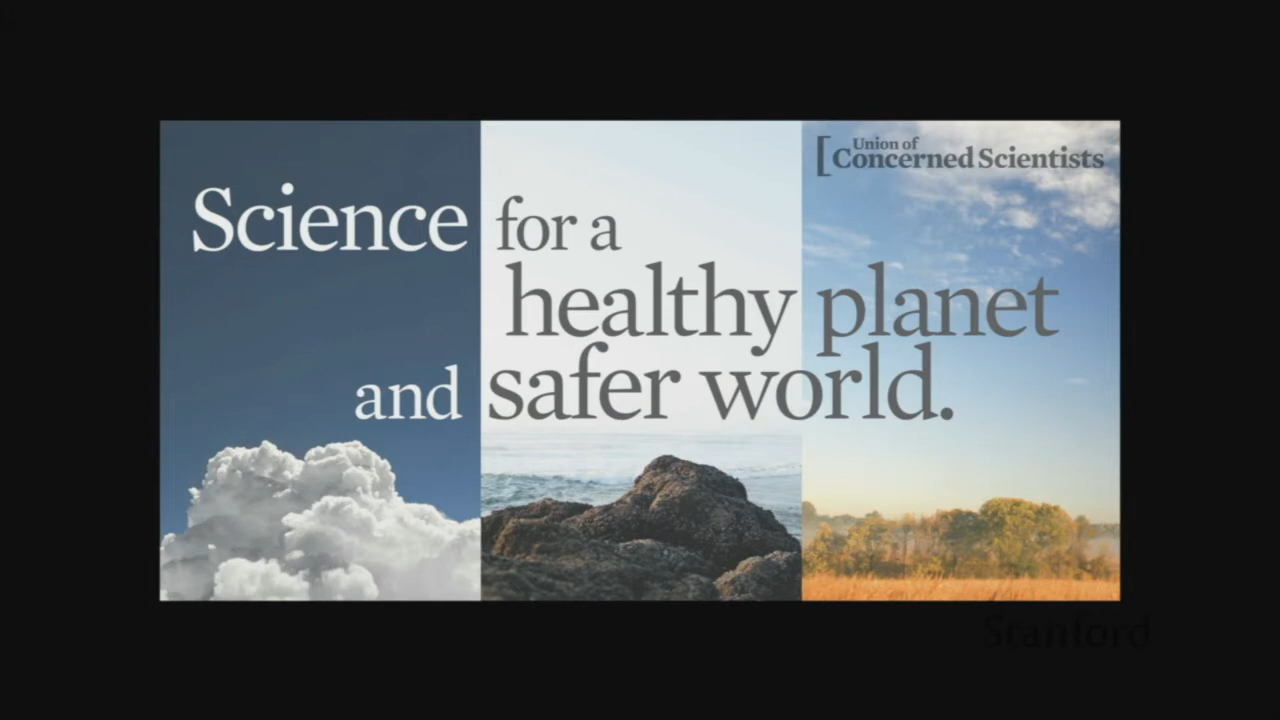 Union of
Concerned Scientists
Science for a
healthy planet
and safer world.
Stanford